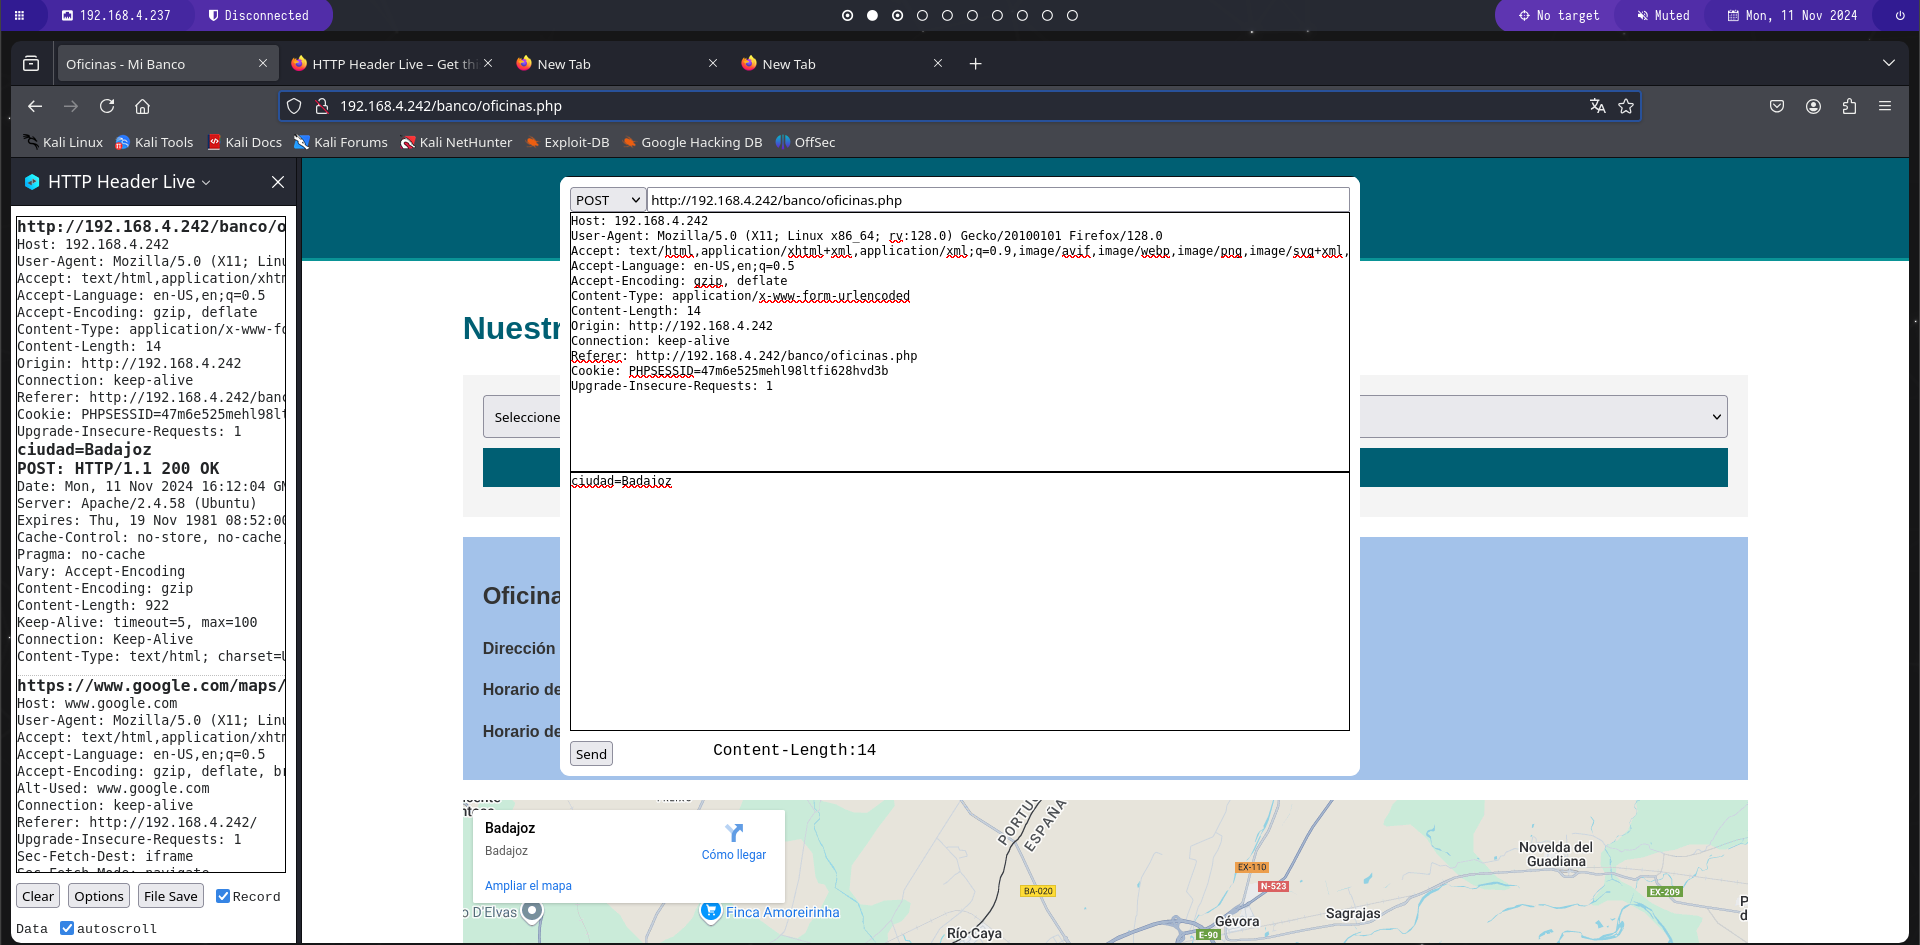 192.168.4.237
Disconnected
No target
Muted
Mon, 11 Nov 2024
Oficinas - Mi Banco
HTTP Header Live – Get thi
New Tab
New Tab
192.168.4.242/banco/oficinas.php
Kali Linux
Kali Tools
Kali Docs
Kali Forums
Kali NetHunter
Exploit-DB
Google Hacking DB
OffSec
HTTP Header Live
http://192.168.4.242/banco/o
Host: 192.168.4.242
User-Agent: Mozilla/5.0 (X11; Linu
Accept: text/html,application/xhtm
Accept-Language: en-US,en;q=0.5
Accept-Encoding: gzip, deflate
Content-Type: application/x-www-fo
Content-Length: 14
Origin: http://192.168.4.242
Connection: keep-alive
Referer: http://192.168.4.242/banc
Cookie: PHPSESSID=47m6e525mehl98lt
Upgrade-Insecure-Requests: 1
ciudad=Badajoz
POST: HTTP/1.1 200 OK
Date: Mon, 11 Nov 2024 16:12:04 GM
Server: Apache/2.4.58 (Ubuntu)
Expires: Thu, 19 Nov 1981 08:52:00
Cache-Control: no-store, no-cache,
Pragma: no-cache
Vary: Accept-Encoding
Content-Encoding: gzip
Content-Length: 922
Keep-Alive: timeout=5, max=100
Connection: Keep-Alive
Content-Type: text/html; charset=U
https://www.google.com/maps/
Host: www.google.com
User-Agent: Mozilla/5.0 (X11; Linu
Accept: text/html,application/xhtm
Accept-Language: en-US,en;q=0.5
Accept-Encoding: gzip, deflate, br
Alt-Used: www.google.com
Connection: keep-alive
Referer: http://192.168.4.242/
Upgrade-Insecure-Requests: 1
Sec-Fetch-Dest: iframe
Sec-Fetch-Mode: navigate
Clear
Options
File Save
Record
Data
autoscroll
POST
http://192.168.4.242/banco/oficinas.php
Host: 192.168.4.242
User-Agent: Mozilla/5.0 (X11; Linux x86_64; rv:128.0) Gecko/20100101 Firefox/128.0
Accept: text/html,application/xhtml+xml,application/xml;q=0.9,image/avif,image/webp,image/png,image/svg+xml,
Accept-Language: en-US,en;q=0.5
Accept-Encoding: gzip, deflate
Content-Type: application/x-www-form-urlencoded
Content-Length: 14
Origin: http://192.168.4.242
Connection: keep-alive
Referer: http://192.168.4.242/banco/oficinas.php
Cookie: PHPSESSID=47m6e525mehl98ltfi628hvd3b
Upgrade-Insecure-Requests: 1
ciudad=Badajoz
Send
Content-Length:14
Nuestr
Seleccione
Oficina
Dirección
Horario de
Horario de
Badajoz
Badajoz
Cómo llegar
Ampliar el mapa
o D'Elvas
Finca Amoreirinha
PORTU
ESPAÑA
BA-020
Río Caya
EX-110
N-523
Gévora
E-90
Sagrajas
Novelda del
Guadiana
EX-209
P
d